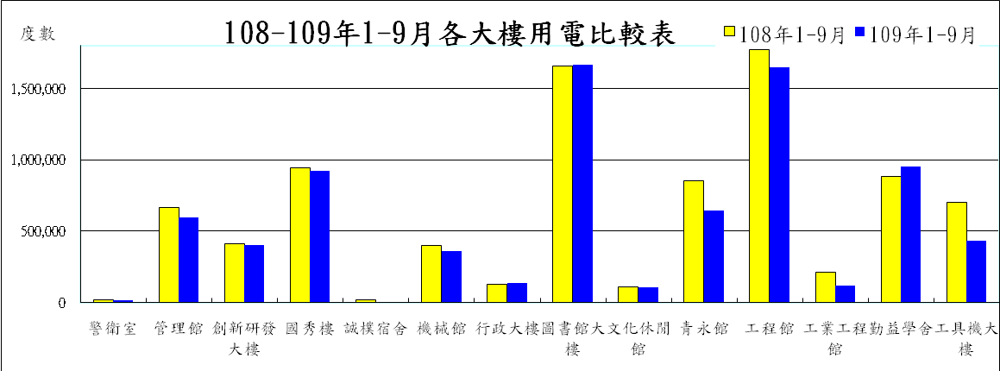 度數
108-109年1-9月各大樓用電比較表
108年1-9月
109年1-9月
1,500,000
1,000,000
500,000
0
警衛室
管理館
創新研發
大樓
國秀樓
誠樸宿舍
機械館
行政大樓
圖書館大
樓
文化休閒
館
青永館
工程館
工業工程
館
勤益學舍
工具機大
樓